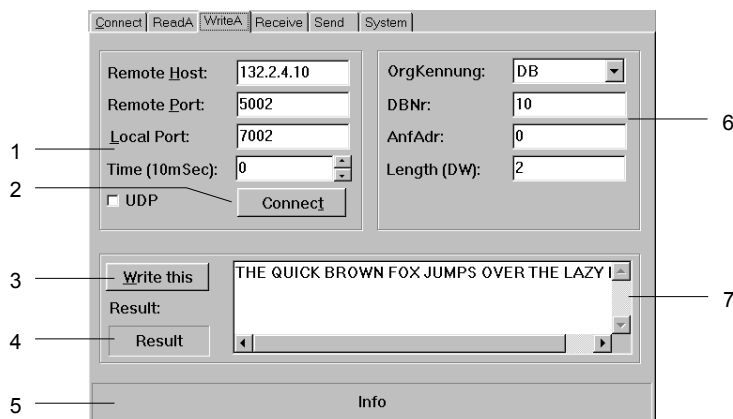 Connect ReadA WriteA Receive Send System
Remote Host: 132.2.4.10
Remote Port: 5002
Local Port: 7002
Time (10mSec): 0
UDP Connect
OrgKennung: DB
DBNr: 10
AnfAdr: 0
Length (DW): 2
Write this
Result:
Result
THE QUICK BROWN FOX JUMPS OVER THE LAZY
Info
1
2
3
4
5
6
7